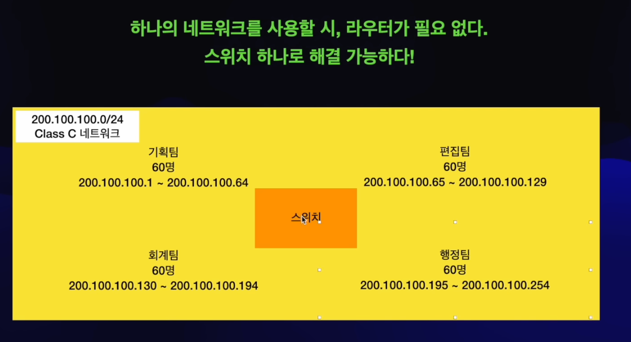 하나의 네트워크를 사용할 시, 라우터가 필요 없다.
스위치 하나로 해결 가능하다!
200.100.100.0/24
Class C 네트워크
기획팀
60명
200.100.100.1 ~ 200.100.100.64
편집팀
60명
200.100.100.65 ~ 200.100.100.129
스위치
회계팀
60명
200.100.100.130 ~ 200.100.100.194
행정팀
60명
200.100.100.195 ~ 200.100.100.254